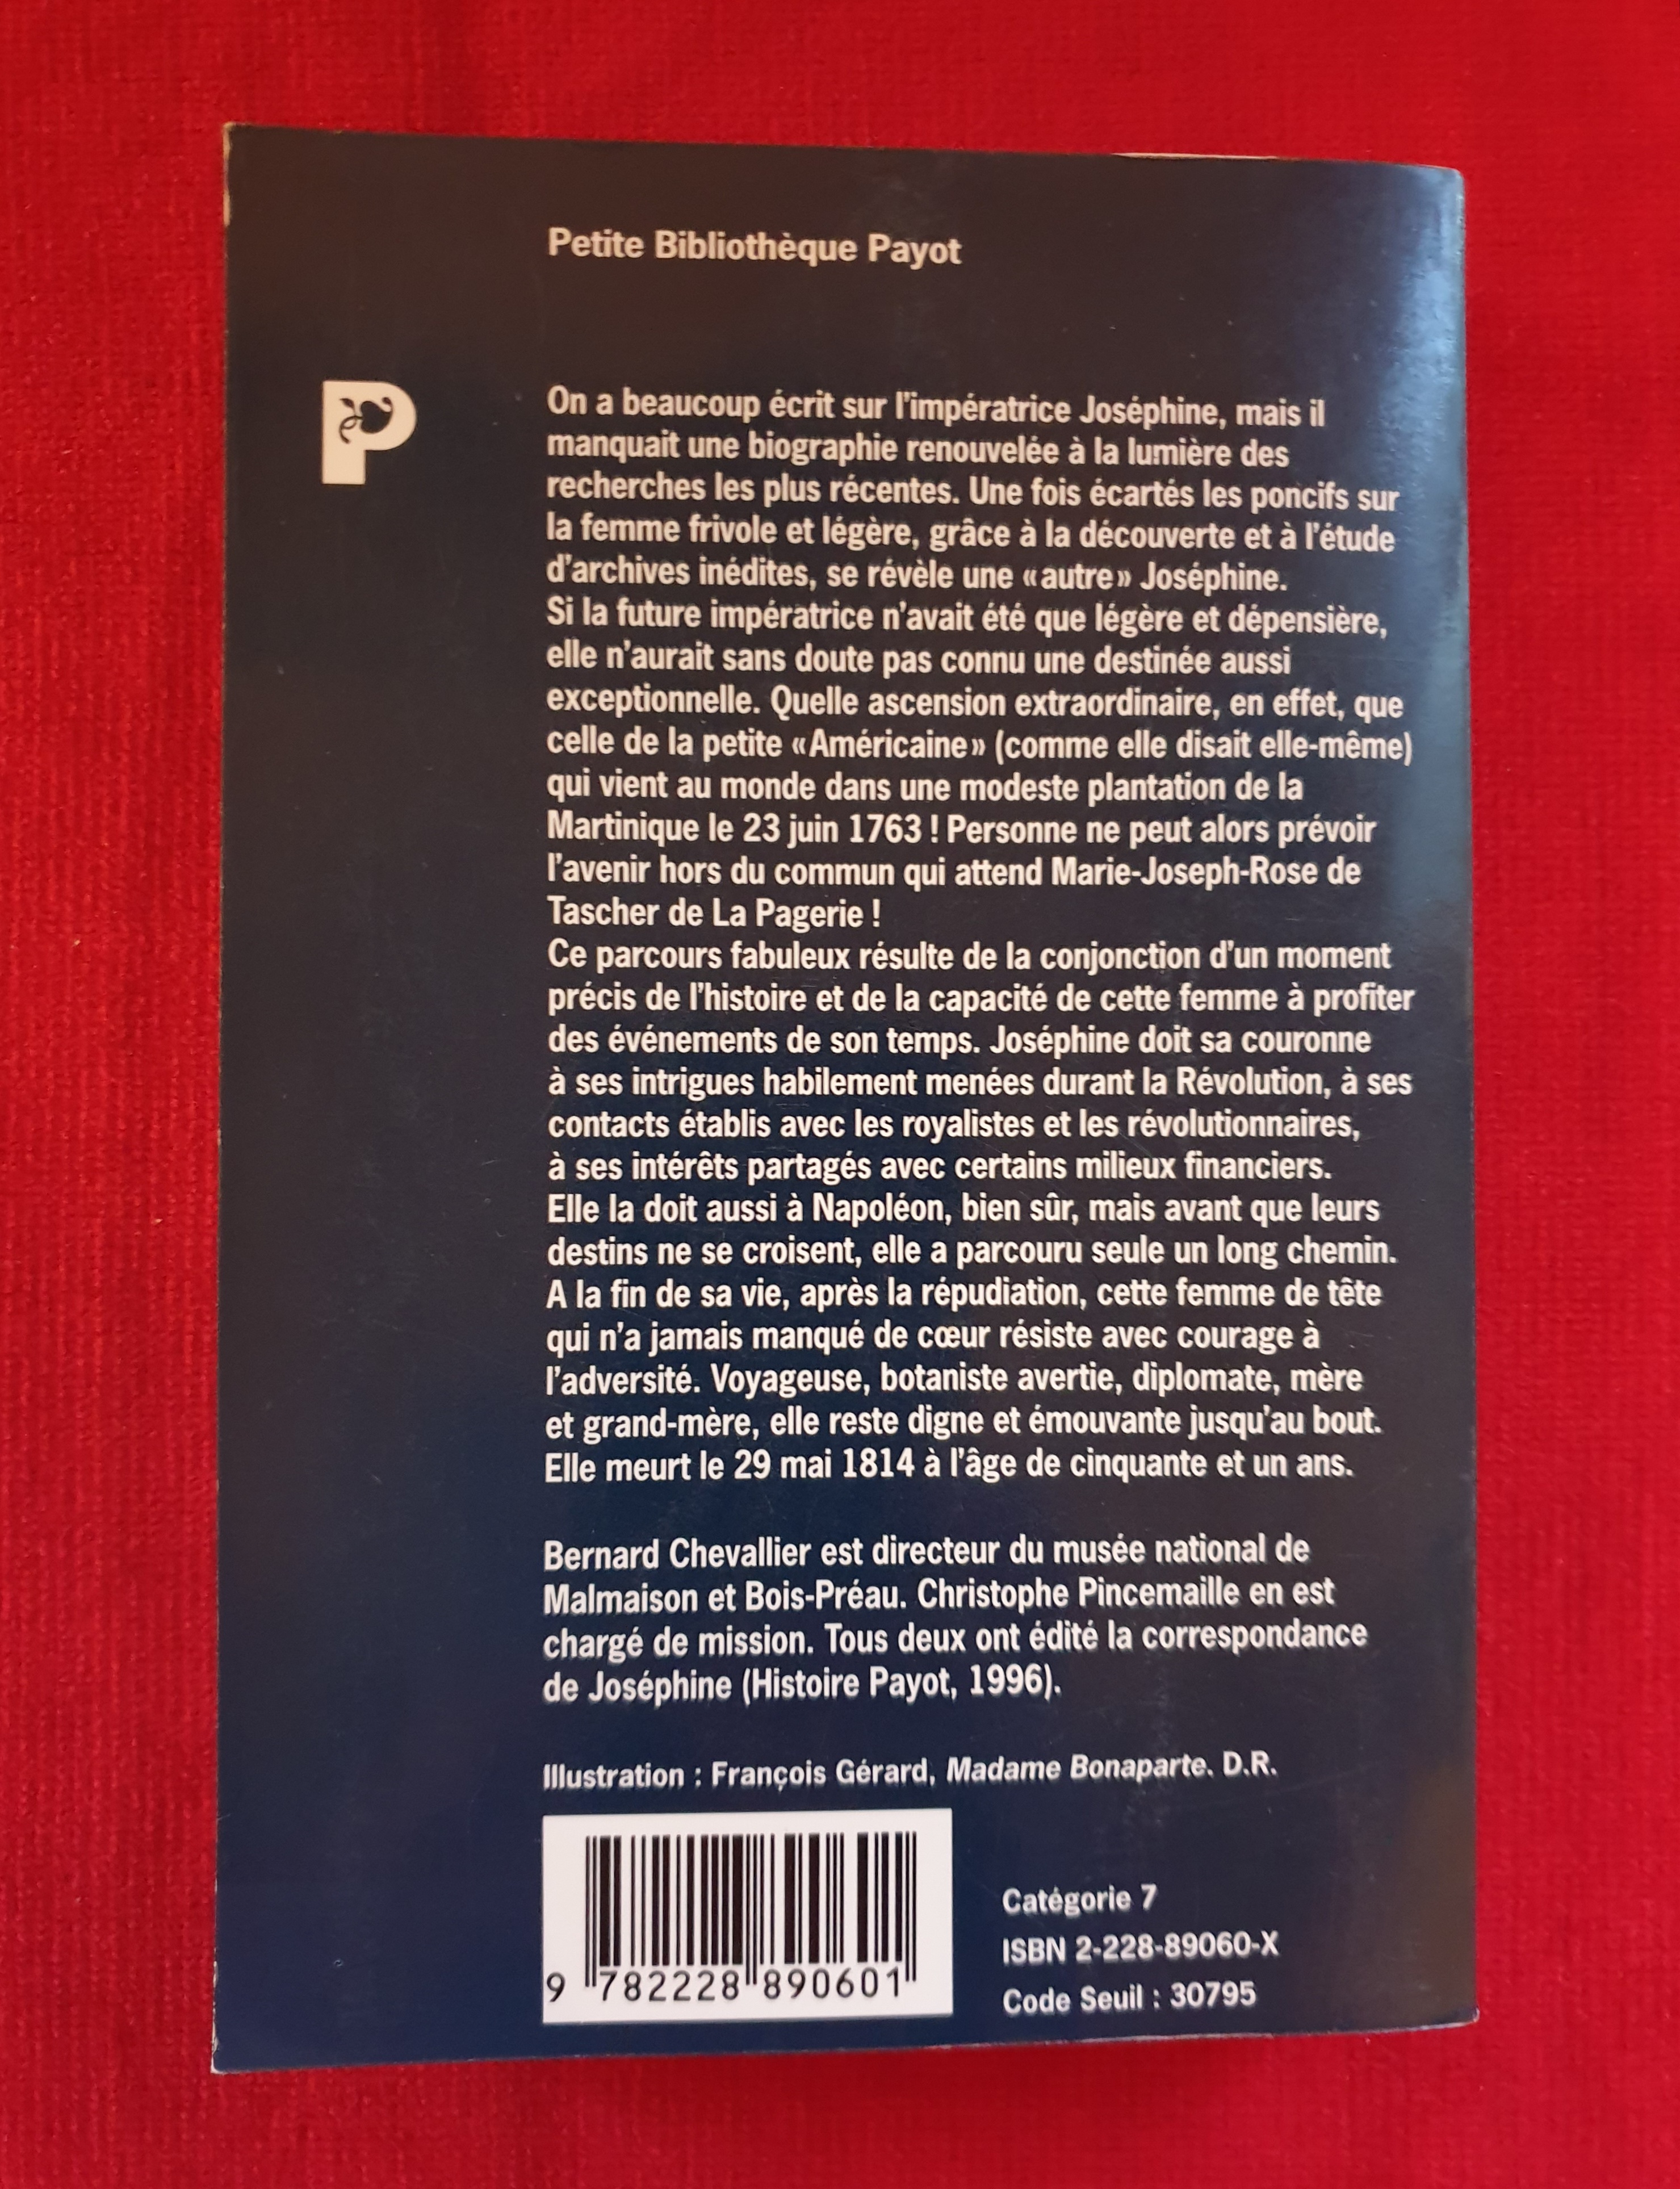 Petite Bibliothèque Payot
P
On a beaucoup écrit sur l'impératrice Joséphine, mais il
manquait une biographie renouvelée à la lumière des
recherches les plus récentes. Une fois écartés les poncifs sur
la femme frivole et légère, grâce à la découverte et à l'étude
d'archives inédites, se révèle une «autre» Joséphine.
Si la future impératrice n'avait été que légère et dépensière,
elle n'aurait sans doute pas connu une destinée aussi
exceptionnelle. Quelle ascension extraordinaire, en effet, que
celle de la petite «Américaine» (comme elle disait elle-même)
qui vient au monde dans une modeste plantation de la
Martinique le 23 juin 1763 ! Personne ne peut alors prévoir
l'avenir hors du commun qui attend Marie-Joseph-Rose de
Tascher de La Pagerie !
Ce parcours fabuleux résulte de la conjonction d'un moment
précis de l'histoire et de la capacité de cette femme à profiter
des événements de son temps. Joséphine doit sa couronne
à ses intrigues habilement menées durant la Révolution, à ses
contacts établis avec les royalistes et les révolutionnaires,
à ses intérêts partagés avec certains milieux financiers.
Elle la doit aussi à Napoléon, bien sûr, mais avant que leurs
destins ne se croisent, elle a parcouru seule un long chemin.
A la fin de sa vie, après la répudiation, cette femme de tête
qui n'a jamais manqué de cœur résiste avec courage à
l'adversité. Voyageuse, botaniste avertie, diplomate, mère
et grand-mère, elle reste digne et émouvante jusqu'au bout.
Elle meurt le 29 mai 1814 à l'âge de cinquante et un ans.
Bernard Chevallier est directeur du musée national de
Malmaison et Bois-Préau. Christophe Pincemaille en est
chargé de mission. Tous deux ont édité la correspondance
de Joséphine (Histoire Payot, 1996).
Illustration : François Gérard, Madame Bonaparte. D.R.
9 782228 890601
Catégorie 7
ISBN 2-228-89060-X
Code Seuil : 30795